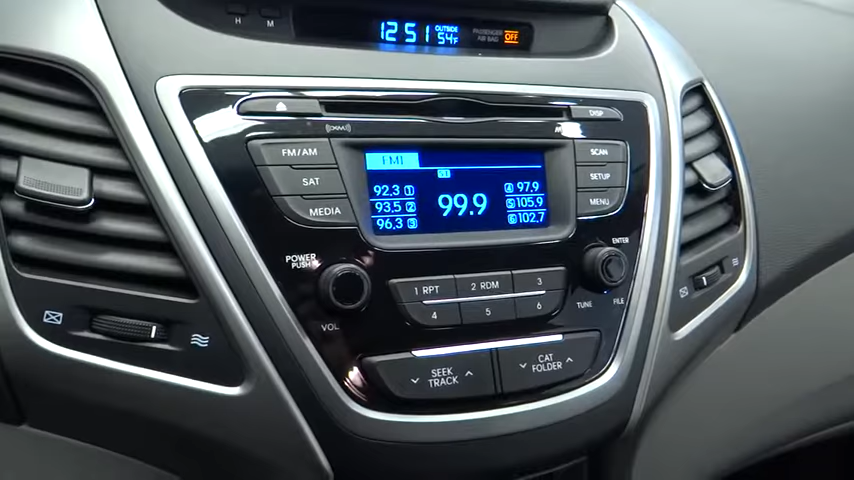 H M
12:51 OUTSIDE 54°F PASSENGER AIR BAG OFF
DISP
((XM))
FM/AM
SAT
MEDIA
FM1
ST
92.3 1
93.5 2
96.3 3
99.9
4 97.9
5 105.9
6 102.7
SCAN
SETUP
MENU
POWER
PUSH
VOL
1 RPT 2 RDM 3
4 5 6
ENTER
TUNE FILE
SEEK
TRACK
CAT
FOLDER